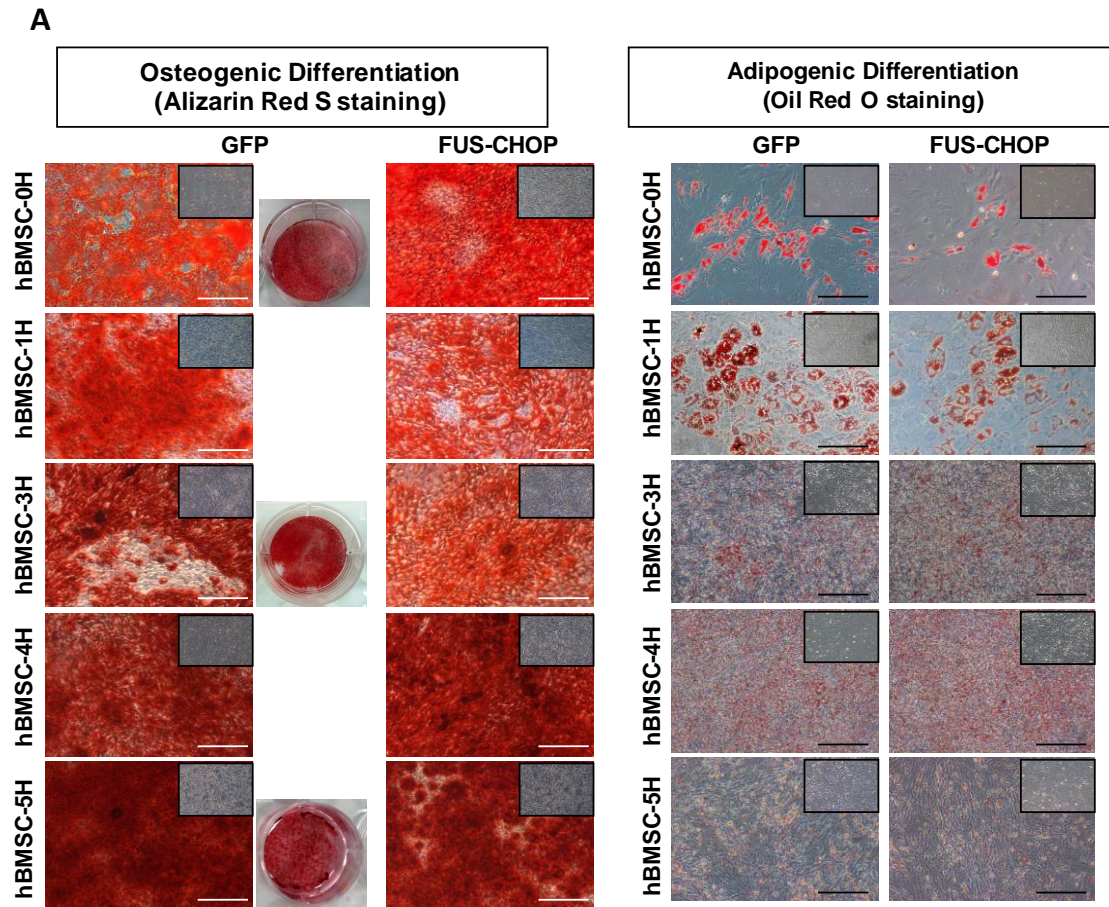 A
Osteogenic Differentiation
(Alizarin Red S staining)
Adipogenic Differentiation
(Oil Red O staining)
GFP
FUS-CHOP
GFP
FUS-CHOP
hBMSC-0H
hBMSC-0H
hBMSC-1H
hBMSC-1H
hBMSC-3H
hBMSC-3H
hBMSC-4H
hBMSC-4H
hBMSC-5H
hBMSC-5H